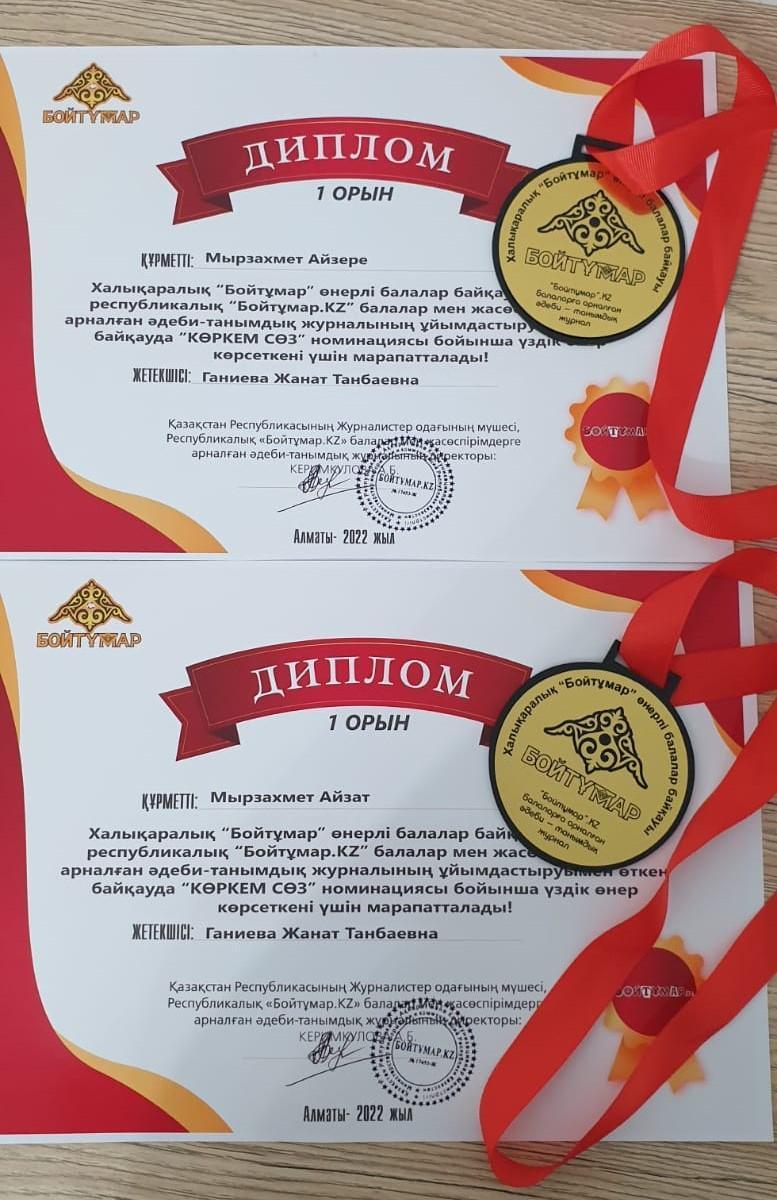 БОЙТҰМАР
ДИПЛОМ
1 ОРЫН
ҚҰРМЕТТІ: Мырзахмет Айзере
Халықаралық “Бойтұмар” өнерлі балалар
республикалық “Бойтұмар.KZ” балалар мен
арналған әдеби-танымдық журналының
байқауда “КӨРКЕМ СӨЗ” номинациясы бойынша үздік өнер
көрсеткені үшін марапатталады!
ЖЕТЕКШІСІ: Ганиева Жанат Танбаевна
Қазақстан Республикасының Журналистер одағының мүшесі,
Республикалық «Бойтұмар.KZ» балалар мен жасөспірімдерге
арналған әдеби-танымдық журналының директоры:
БОЙТҰМАР.KZ
Алматы- 2022 жыл
Халықаралық “Бойтұмар” өнерлі балалар байқауы
БОЙТҰМАР
“Бойтұмар”.KZ
балаларға арналған
әдеби – танымдық
журнал
БОЙТҰМАР
БОЙТҰМАР
ДИПЛОМ
1 ОРЫН
ҚҰРМЕТТІ: Мырзахмет Айзат
Халықаралық “Бойтұмар” өнерлі балалар
республикалық “Бойтұмар.KZ” балалар мен
арналған әдеби-танымдық журналының ұйымдастыруымен өткен
байқауда “КӨРКЕМ СӨЗ” номинациясы бойынша үздік өнер
көрсеткені үшін марапатталады!
ЖЕТЕКШІСІ: Ганиева Жанат Танбаевна
Қазақстан Республикасының Журналистер одағының мүшесі,
Республикалық «Бойтұмар.KZ» балалар мен жасөспірімдерге
арналған әдеби-танымдық журналының директоры:
БОЙТҰМАР.KZ
Алматы- 2022 жыл
Халықаралық “Бойтұмар” өнерлі балалар байқауы
БОЙТҰМАР
“Бойтұмар”.KZ
балаларға арналған
әдеби – танымдық
журнал
БОЙТҰМАР